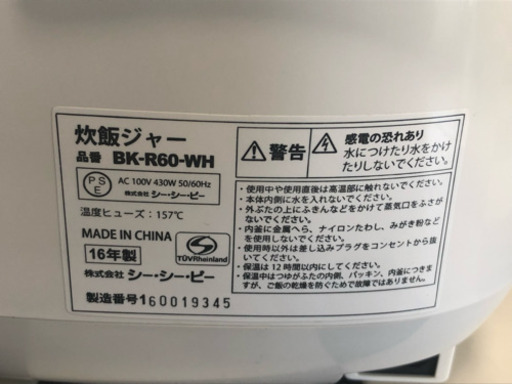 炊飯ジャー
品番 BK-R60-WH
PSE
AC 100V 430W 50/60Hz
株式会社 シー・シー・ピー
温度ヒューズ：157℃
MADE IN CHINA
16年製
TÜVRheinland
株式会社 シー・シー・ピー
製造番号160019345
警告
感電の恐れあり
水につけたり水をかけ
たりしないでください。
・使用中や使用直後は高温部に触れないでください。
・本体内側に水を入れないでください。
・外ぶたの上にふきんなどをかけて蒸気口をふさが
ないでください。
・内釜に金属へら、ナイロンたわし、みがき粉など
を使用しないでください。
・使用時以外は差し込みプラグをコンセントから抜い
てください。
・保温は12時間以内にしてください。
・保温中はつゆがふたの内側、パッキン、内釜につきま
すが、ご飯の乾燥を防ぐためで故障ではありません。